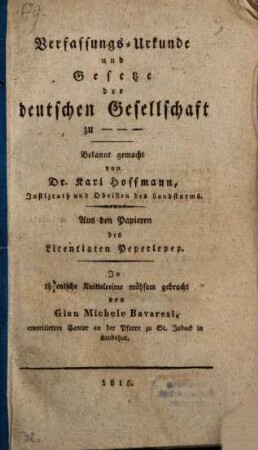 Verfassungs-Urkunde
und
Gesetze
der
deutschen Gesellschaft
zu — — —
Bekannt gemacht
von
Dr. Karl Hoffmann,
Justizrath und Obristen des Landsturms.
Aus den Papieren
des
Licentiaten Peperlepep.
In
deutsche Knittelreime mühsam gebracht
von
Gian Michele Bavaresi,
emeritirten Cantor an der Pfarre zu St. Jodock in
Landshut.